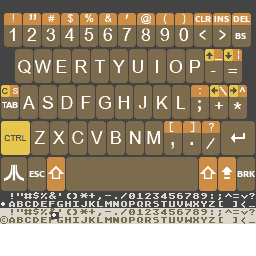 ! " # $ % & ' @ ( ) CLR INS DEL
1 2 3 4 5 6 7 8 9 0 < > BS
Q W E R T Y U I O P _ - | =
C S TAB A S D F G H J K L : ; \ + ^ *
CTRL Z X C V B N M [ , ] . ? /
ESC BRK
!"#$%&'()*+,-./0123456789:;<=>?
ABCDEFGHIJKLMNOPQRSTUVWXYZ[\]^_
!"#$%&'()*+,-./0123456789:;<=>?
©ABCDEFGHIJKLMNOPQRSTUVWXYZ[\]^_